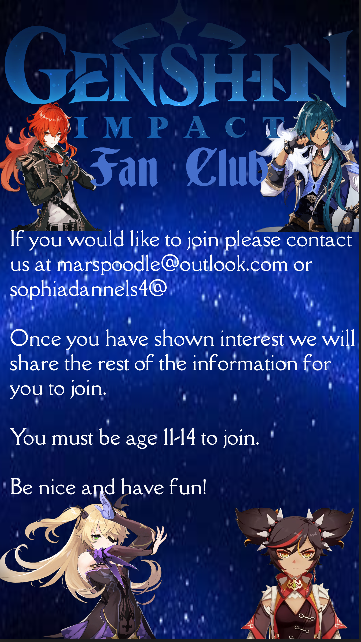 GENSHIN
IMPACT
Fan Club
If you would like to join please contact
us at marspoodle@outlook.com or
sophiadannels4@
Once you have shown interest we will
share the rest of the information for
you to join.
You must be age 11-14 to join.
Be nice and have fun!